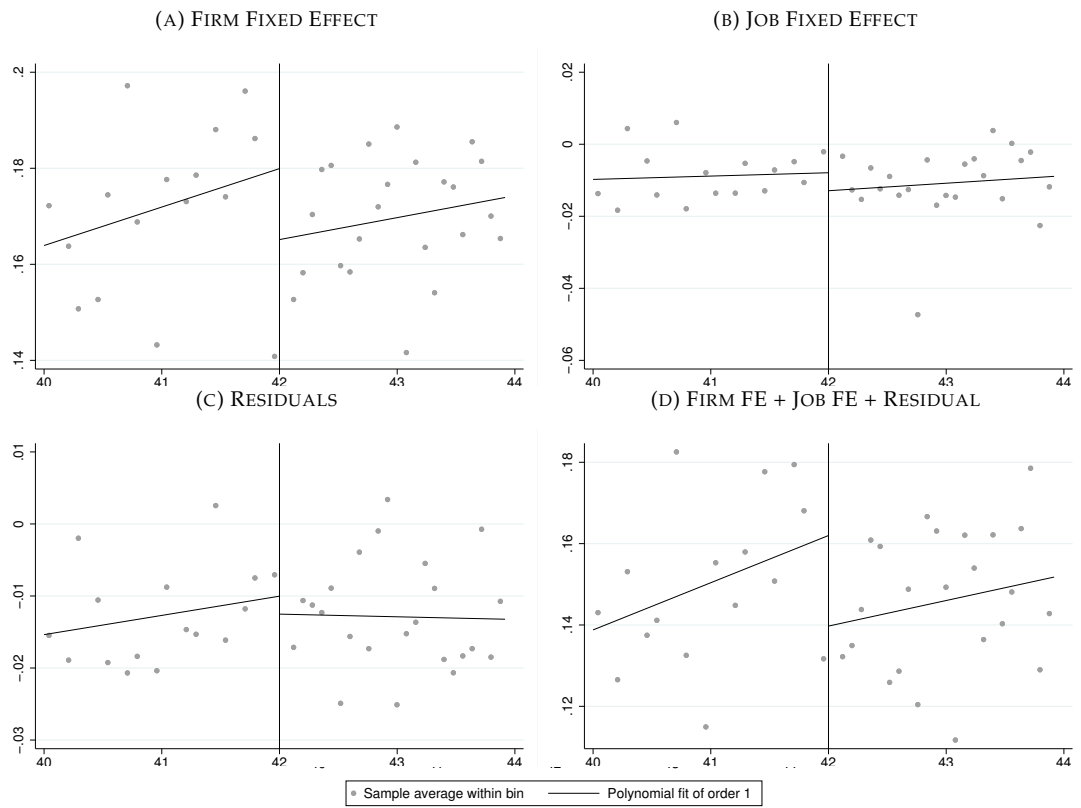 (A) FIRM FIXED EFFECT
(B) JOB FIXED EFFECT
.2
.18
.16
.14
40 41 42 43 44
.02
0
-.02
-.04
-.06
40 41 42 43 44
(C) RESIDUALS
(D) FIRM FE + JOB FE + RESIDUAL
.01
0
-.01
-.02
-.03
40 41 42 43 44
.18
.16
.14
.12
40 41 42 43 44
Sample average within bin
Polynomial fit of order 1